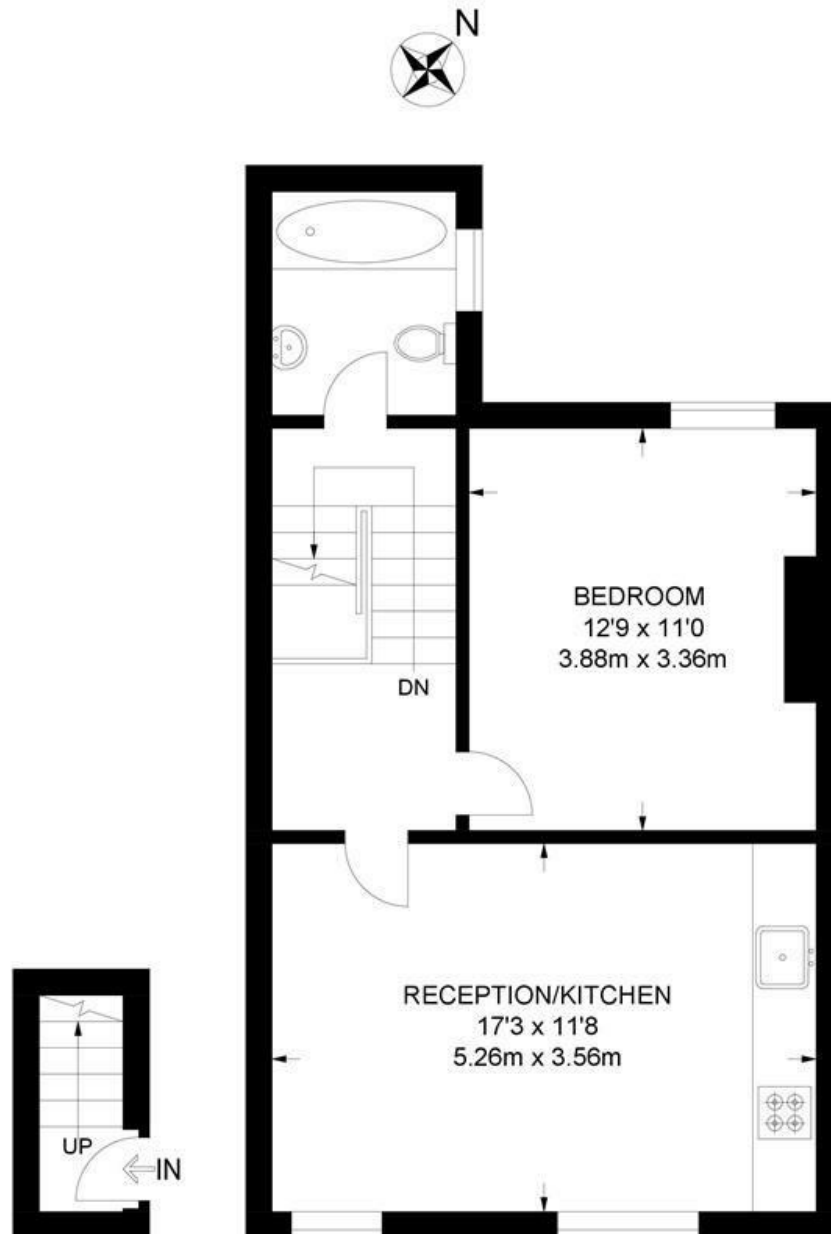 N
BEDROOM
12'9 x 11'0
3.88m x 3.36m
DN
RECEPTION/KITCHEN
17'3 x 11'8
5.26m x 3.56m
UP
IN